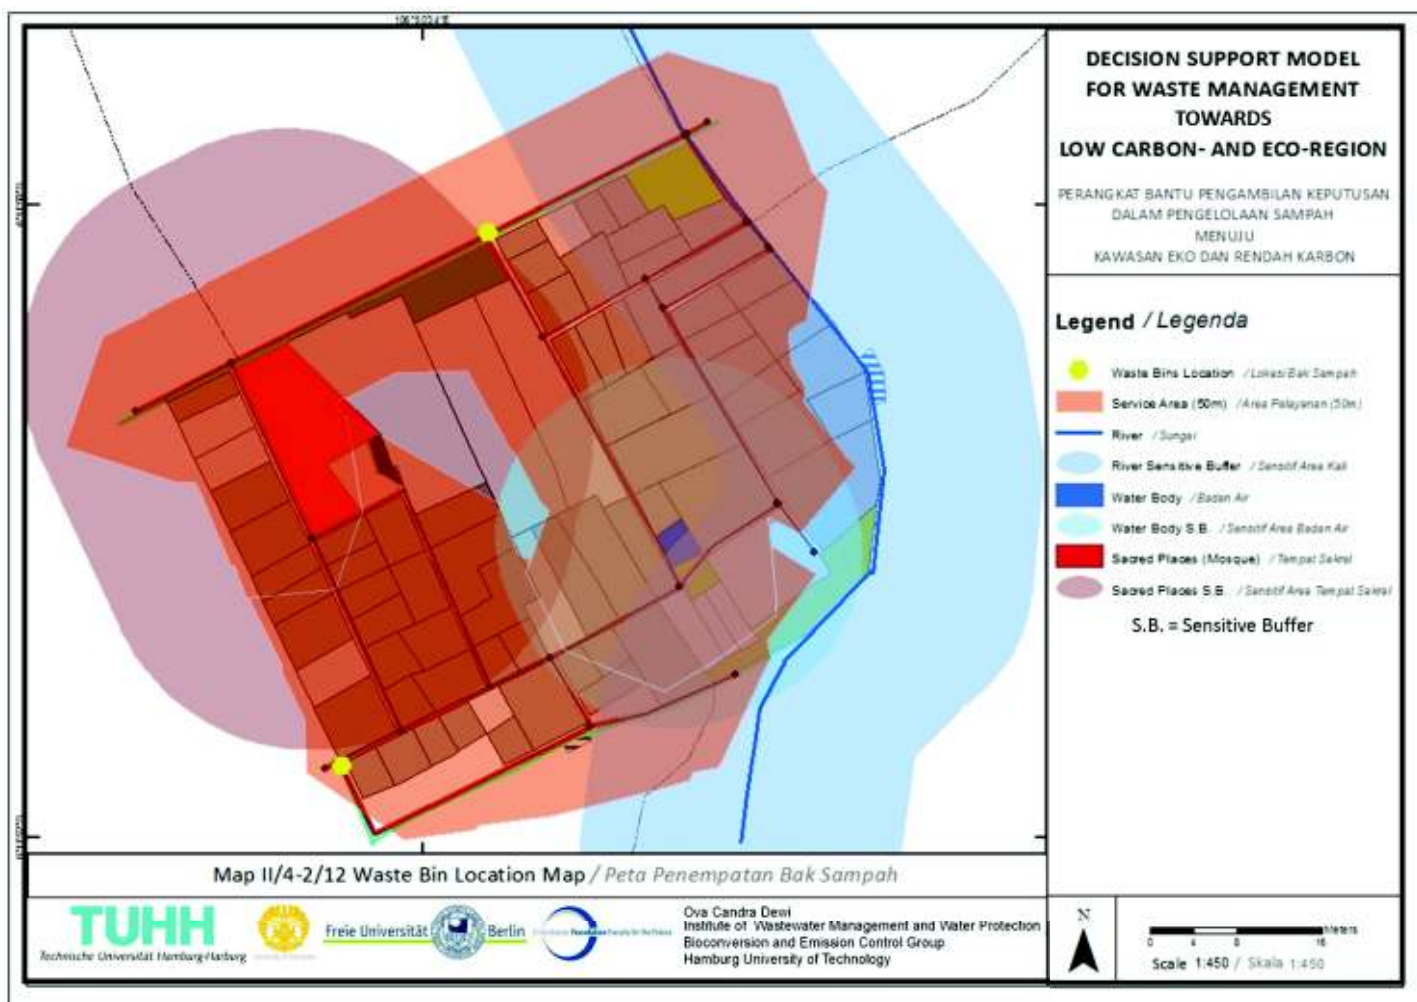 DECISION SUPPORT MODEL
FOR WASTE MANAGEMENT
TOWARDS
LOW CARBON- AND ECO-REGION
PERANGKAT BANTU PENGAMBILAN KEPUTUSAN
DALAM PENGELOLAAN SAMPAH
MENUJU
KAWASAN EKO DAN RENDAH KARBON
Legend / Legenda
Waste Bins Location / Lokasi Bak Sampah
Service Area (50m) / Area Pelayanan (50m)
River / Sungai
River Sensitive Buffer / Sensitif Area Kali
Water Body / Badan Air
Water Body S.B. / Sensitif Area Badan Air
Sacred Places (Mosque) / Tempat Sakral
Sacred Places S.B. / Sensitif Area Tempat Sakral
S.B. = Sensitive Buffer
Map II/4-2/12 Waste Bin Location Map / Peta Penempatan Bak Sampah
TUHH
Technische Universität Hamburg-Harburg
Freie Universität Berlin
Ova Candra Dewi
Institute of Wastewater Management and Water Protection
Bioconversion and Emission Control Group
Hamburg University of Technology
N
0 4 8 16 Meters
Scale 1:450 / Skala 1:450